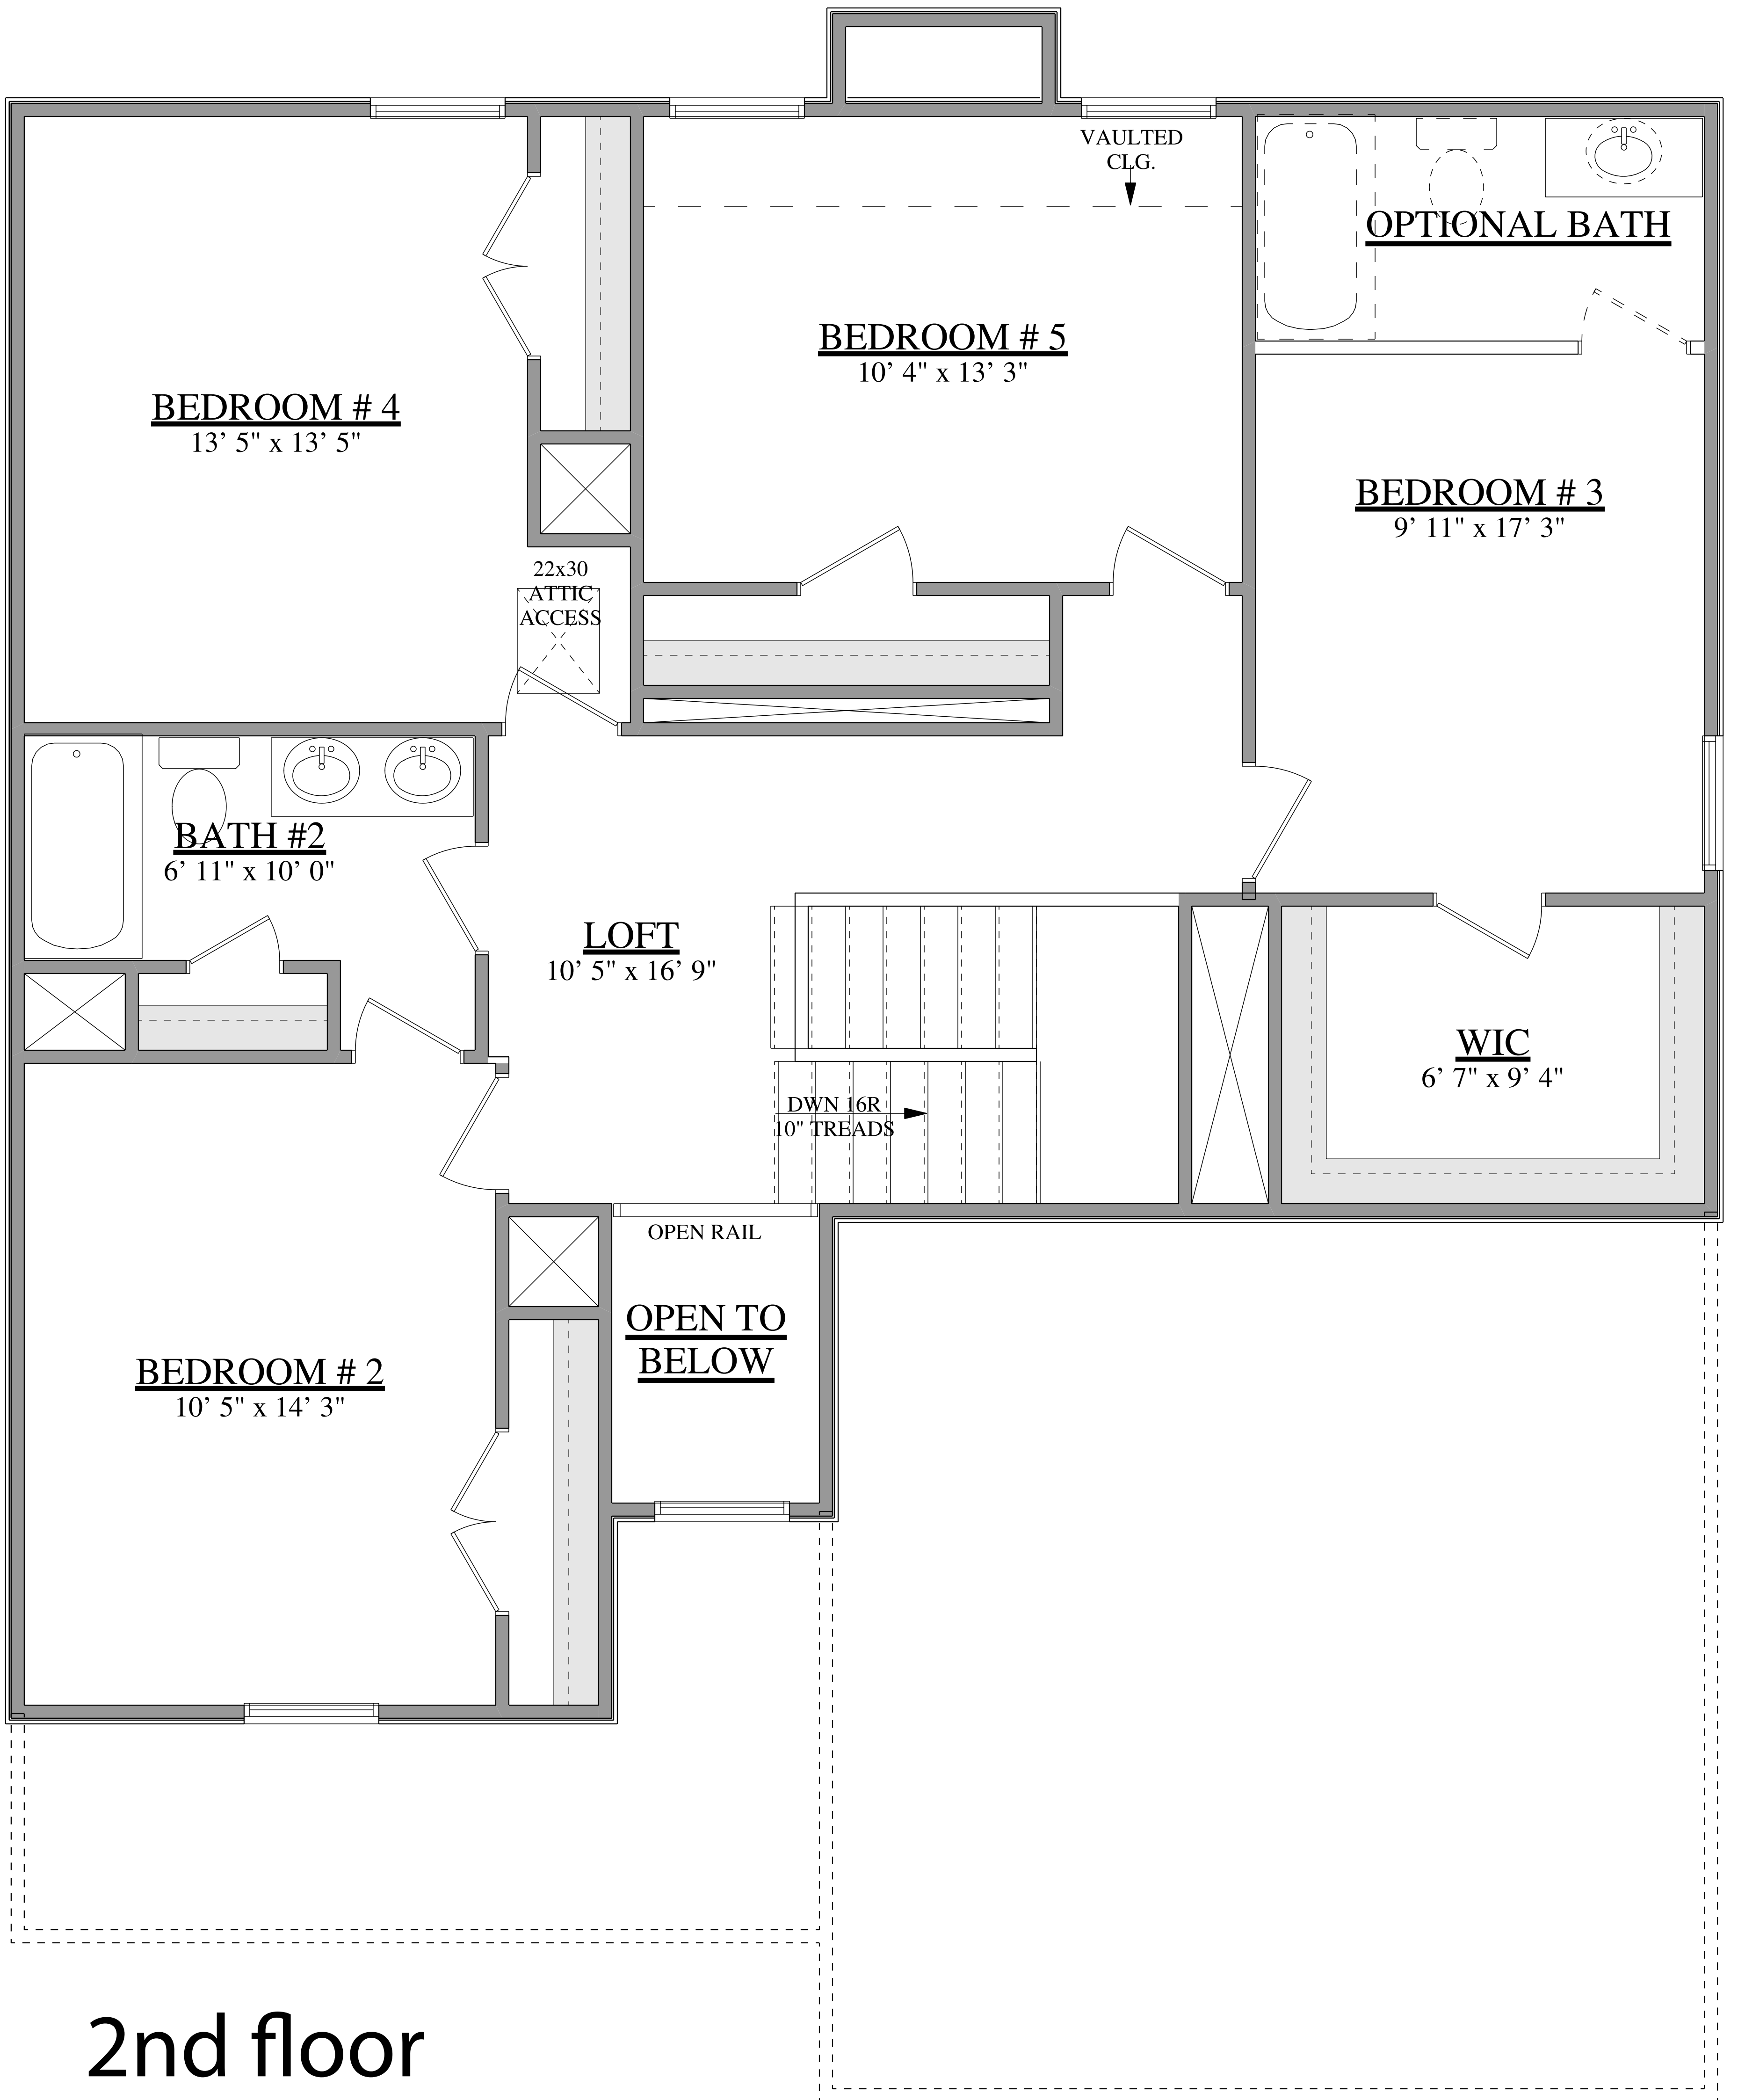 VAULTED
CLG.
OPTIONAL BATH
BEDROOM # 5
10’ 4" x 13’ 3"
BEDROOM # 4
13’ 5" x 13’ 5"
BEDROOM # 3
9’ 11" x 17’ 3"
22x30
ATTIC
ACCESS
BATH #2
6’ 11" x 10’ 0"
LOFT
10’ 5" x 16’ 9"
WIC
6’ 7" x 9’ 4"
DWN 16R
10" TREADS
OPEN RAIL
OPEN TO
BELOW
BEDROOM # 2
10’ 5" x 14’ 3"
2nd floor